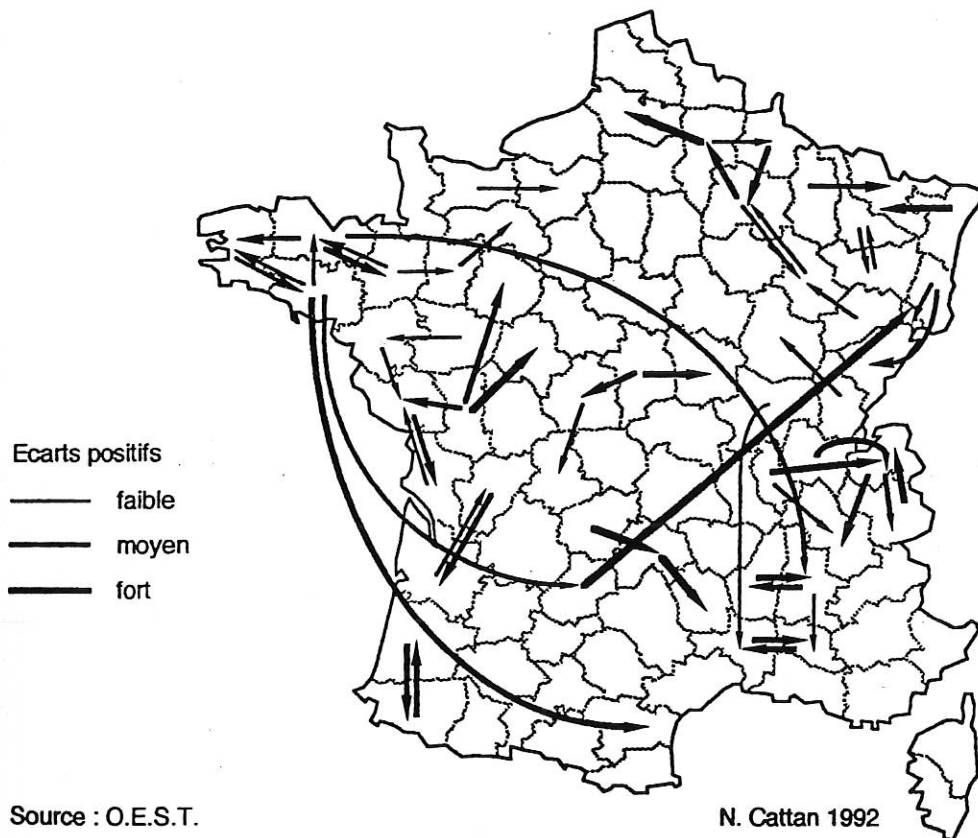 Ecarts positifs
faible
moyen
fort
Source : O.E.S.T.
N. Cattan 1992